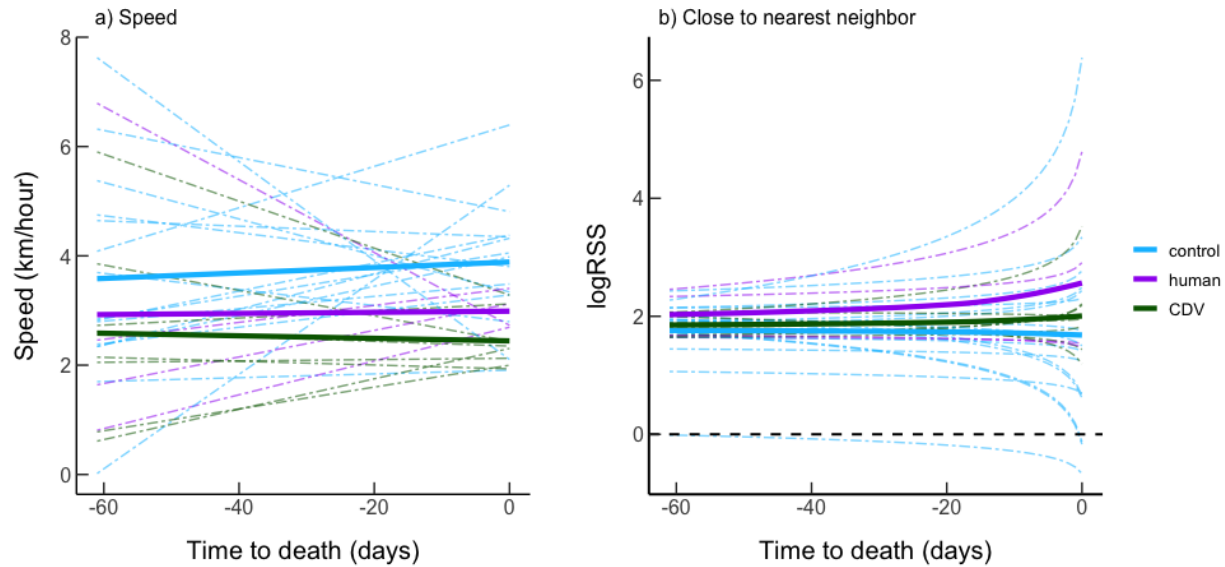 a) Speed
8
6
4
2
0
Speed (km/hour)
-60 -40 -20 0
Time to death (days)
b) Close to nearest neighbor
6
4
2
0
logRSS
-60 -40 -20 0
Time to death (days)
control
human
CDV